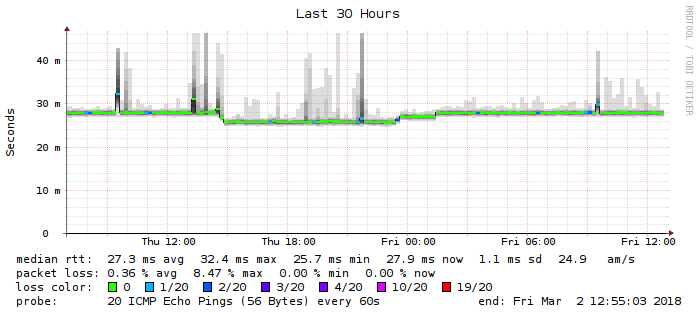 Last 30 Hours
RRDTOOL / TOBI OETIKER
Seconds
40 m
30 m
20 m
10 m
0
Thu 12:00 Thu 18:00 Fri 00:00 Fri 06:00 Fri 12:00
median rtt: 27.3 ms avg 32.4 ms max 25.7 ms min 27.9 ms now 1.1 ms sd 24.9 am/s
packet loss: 0.36 % avg 8.47 % max 0.00 % min 0.00 % now
loss color: 0 1/20 2/20 3/20 4/20 10/20 19/20
probe: 20 ICMP Echo Pings (56 Bytes) every 60s end: Fri Mar 2 12:55:03 2018